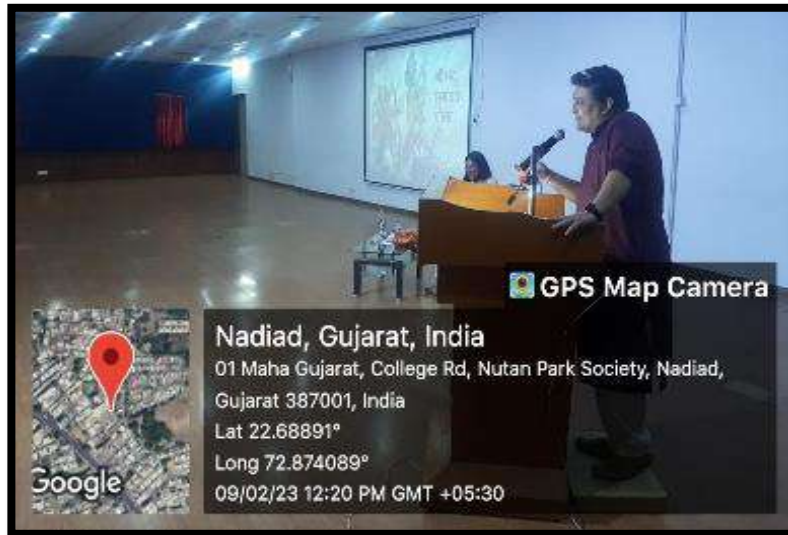 GPS Map Camera
Nadiad, Gujarat, India
01 Maha Gujarat, College Rd, Nutan Park Society, Nadiad,
Gujarat 387001, India
Lat 22.68891°
Long 72.874089°
09/02/23 12:20 PM GMT +05:30
Google